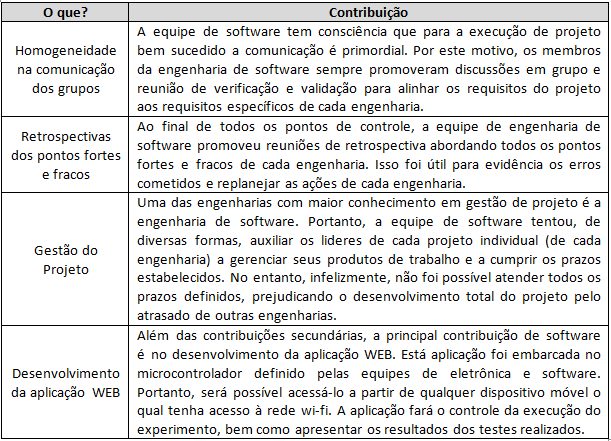 O que?
Contribuição
Homogeneidade
na comunicação
dos grupos
A equipe de software tem consciência que para a execução de projeto
bem sucedido a comunicação é primordial. Por este motivo, os membros
da engenharia de software sempre promoveram discussões em grupo e
reunião de verificação e validação para alinhar os requisitos do projeto
aos requisitos específicos de cada engenharia.
Retrospectivas
dos pontos fortes
e fracos
Ao final de todos os pontos de controle, a equipe de engenharia de
software promoveu reuniões de retrospectiva abordando todos os pontos
fortes e fracos de cada engenharia. Isso foi útil para evidência os erros
cometidos e replanejar as ações de cada engenharia.
Gestão do
Projeto
Uma das engenharias com maior conhecimento em gestão de projeto é a
engenharia de software. Portanto, a equipe de software tentou, de
diversas formas, auxiliar os lideres de cada projeto individual (de cada
engenharia) a gerenciar seus produtos de trabalho e a cumprir os prazos
estabelecidos. No entanto, infelizmente, não foi possível atender todos os
prazos definidos, prejudicando o desenvolvimento total do projeto pelo
atrasado de outras engenharias.
Desenvolvimento
da aplicação WEB
Além das contribuições secundárias, a principal contribuição de software
é no desenvolvimento da aplicação WEB. Está aplicação foi embarcada no
microcontrolador definido pelas equipes de eletrônica e software.
Portanto, será possível acessá-lo a partir de qualquer dispositivo móvel o
qual tenha acesso à rede wi-fi. A aplicação fará o controle da execução do
experimento, bem como apresentar os resultados dos testes realizados.